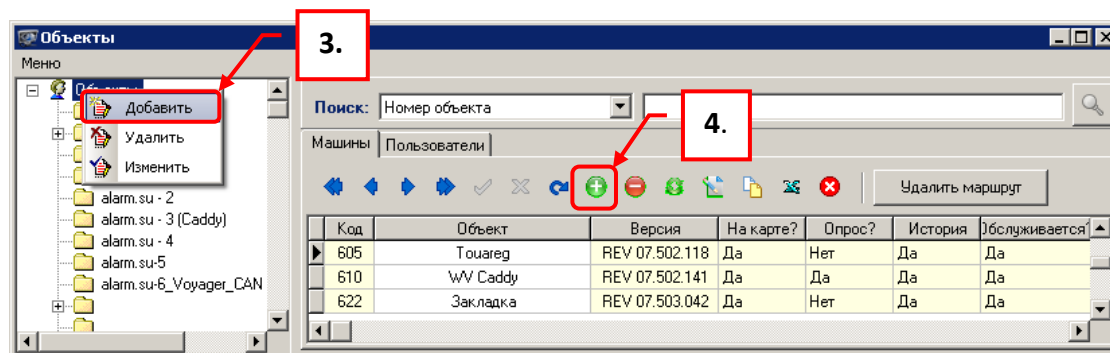 Объекты
3.
Меню
Добавить
Удалить
Изменить
alarm.su - 2
alarm.su - 3 (Caddy)
alarm.su - 4
alarm.su-5
alarm.su-6_Voyager_CAN
Поиск: Номер объекта
4.
Машины Пользователи
Удалить маршрут
Код Объект Версия На карте? Опрос? История Обслуживается?
605 Touareg REV 07.502.118 Да Нет Да Да
610 WV Caddy REV 07.502.141 Да Да Да Да
622 Закладка REV 07.503.042 Да Нет Да Да